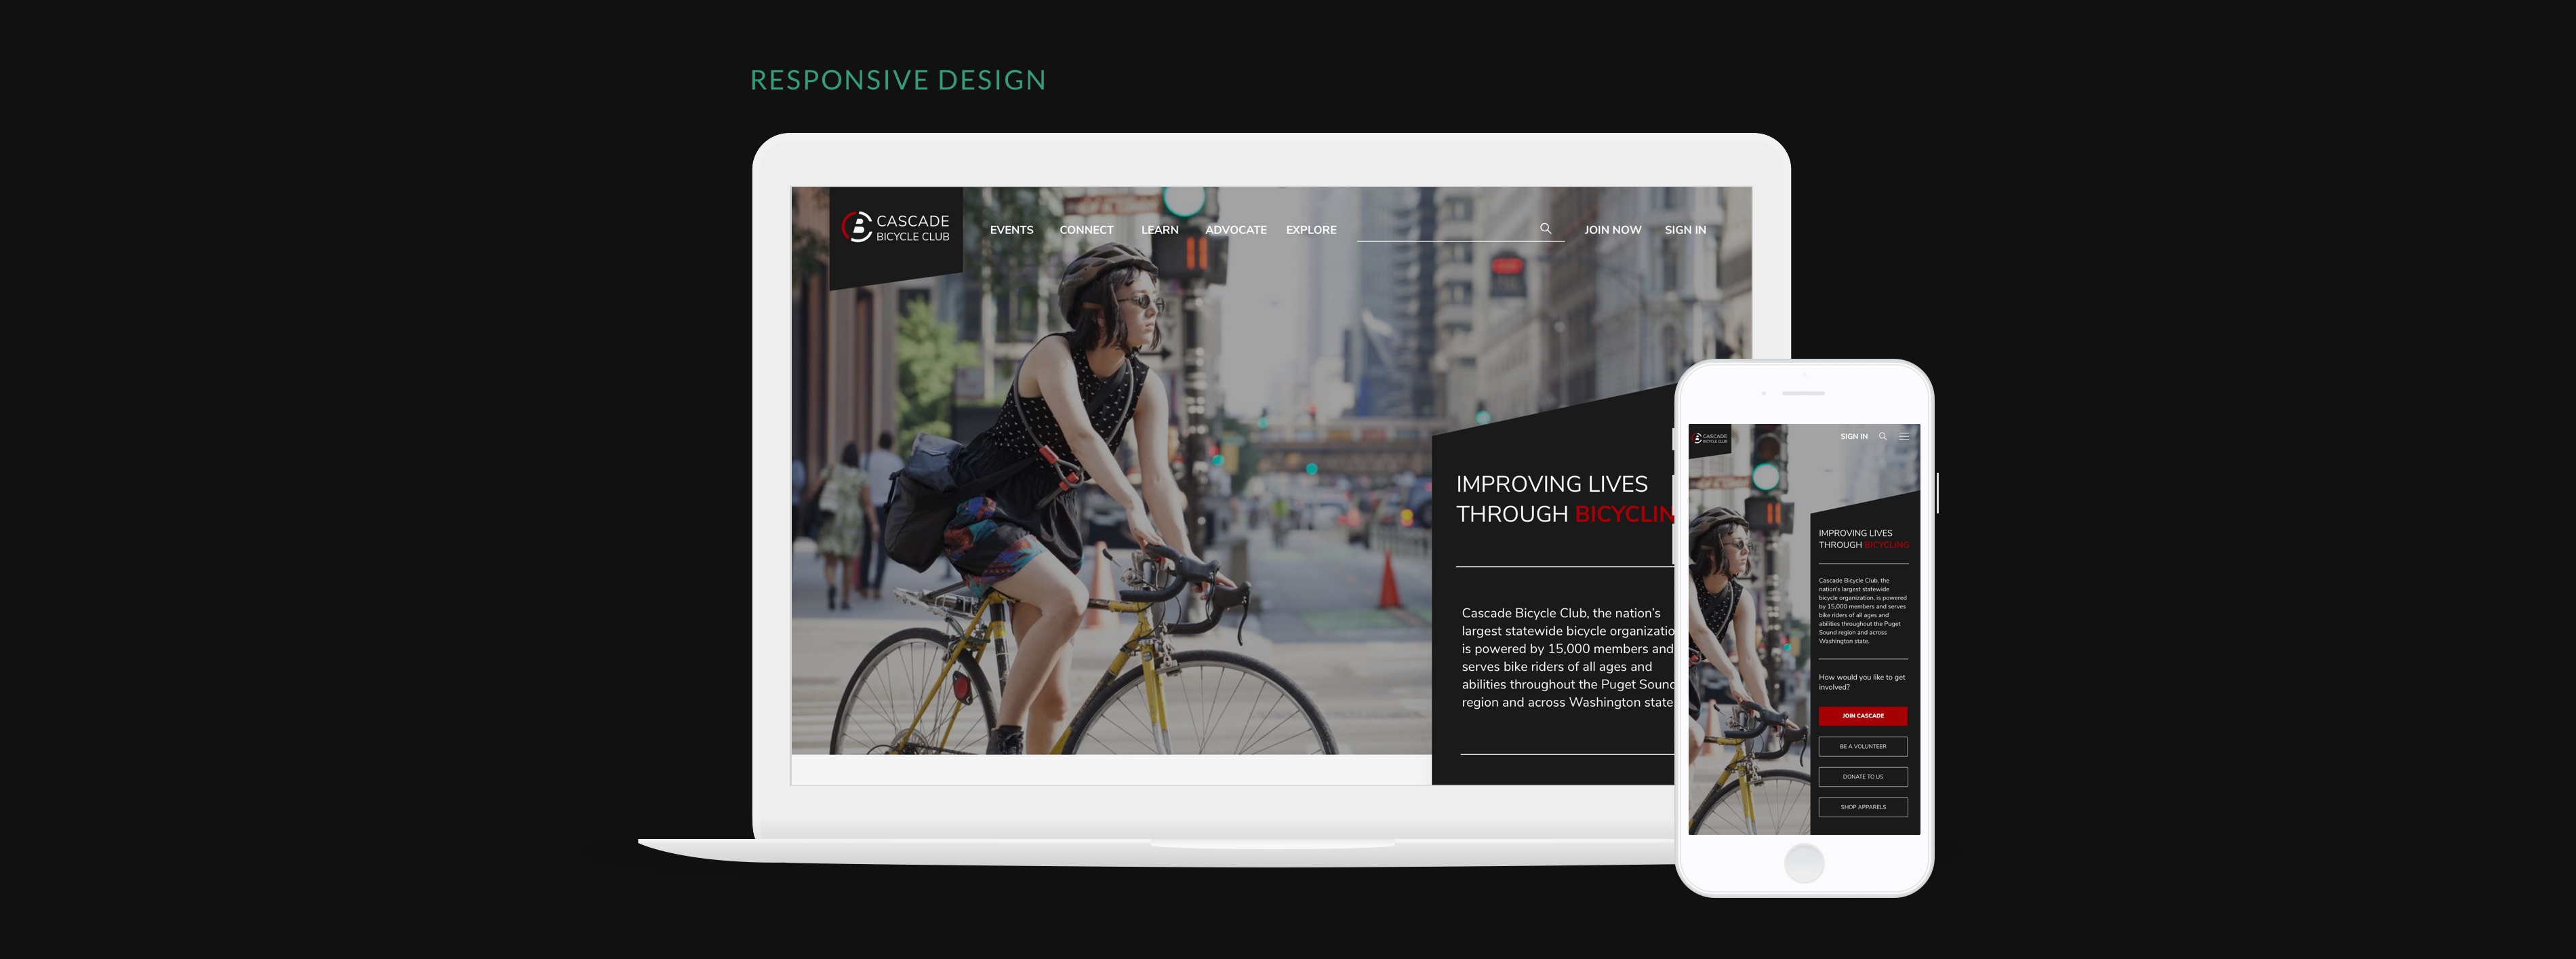 RESPONSIVE DESIGN
CASCADE
BICYCLE CLUB
EVENTS CONNECT LEARN ADVOCATE EXPLORE JOIN NOW SIGN IN
IMPROVING LIVES
THROUGH BICYCLIN
Cascade Bicycle Club, the nation's
largest statewide bicycle organizatio
is powered by 15,000 members and
serves bike riders of all ages and
abilities throughout the Puget Sound
region and across Washington state
CASCADE
BICYCLE CLUB
SIGN IN
IMPROVING LIVES
THROUGH BICYCLING
Cascade Bicycle Club, the
nation's largest statewide
bicycle organization, is powered
by 15,000 members and serves
bike riders of all ages and
abilities throughout the Puget
Sound region and across
Washington state.
How would you like to get
involved?
JOIN CASCADE
BE A VOLUNTEER
DONATE TO US
SHOP APPARELS